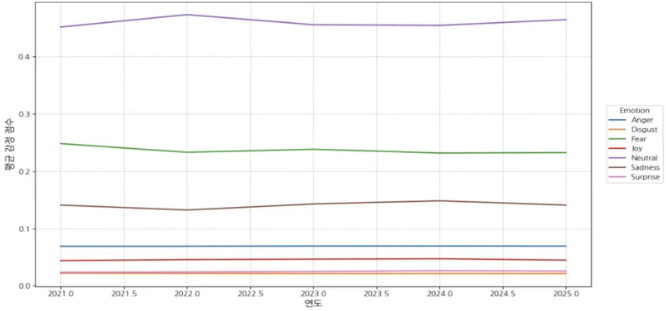 0.4
0.3
0.2
0.1
0.0
평균 감정 점수
2021.0 2021.5 2022.0 2022.5 2023.0 2023.5 2024.0 2024.5 2025.0
연도
Emotion
Anger
Disgust
Fear
Joy
Neutral
Sadness
Surprise